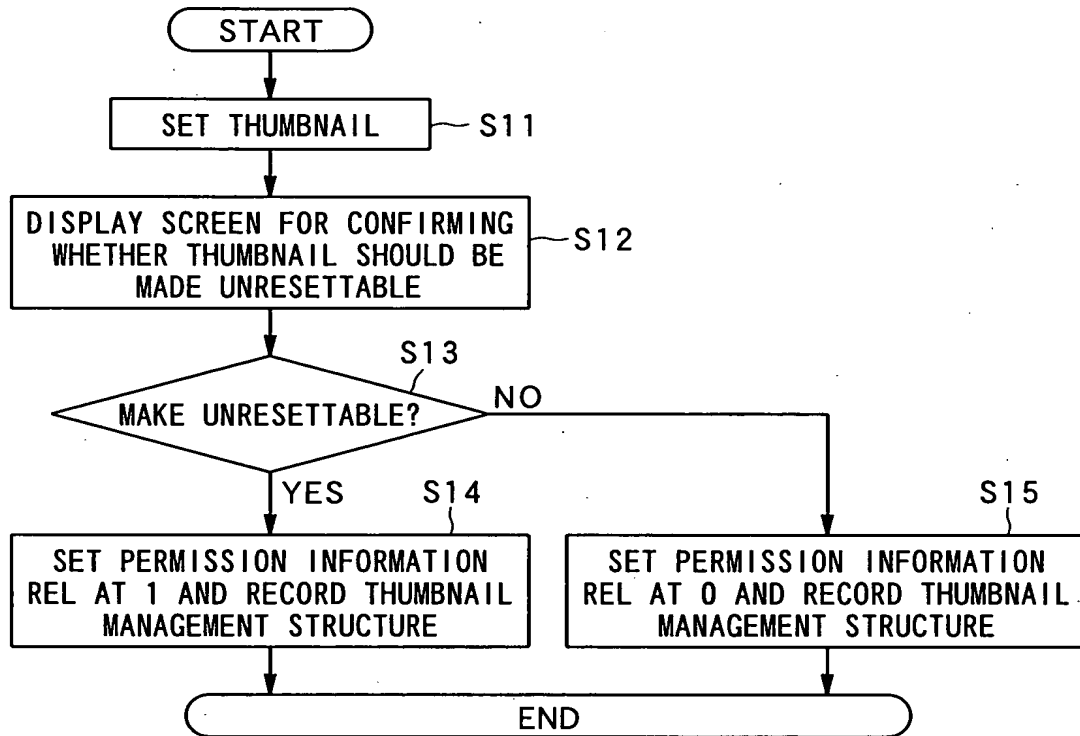 START
SET THUMBNAIL
S11
DISPLAY SCREEN FOR CONFIRMING
WHETHER THUMBNAIL SHOULD BE
MADE UNRESETTABLE
S12
S13
MAKE UNRESETTABLE?
NO
YES
S14
SET PERMISSION INFORMATION
REL AT 1 AND RECORD THUMBNAIL
MANAGEMENT STRUCTURE
S15
SET PERMISSION INFORMATION
REL AT 0 AND RECORD THUMBNAIL
MANAGEMENT STRUCTURE
END